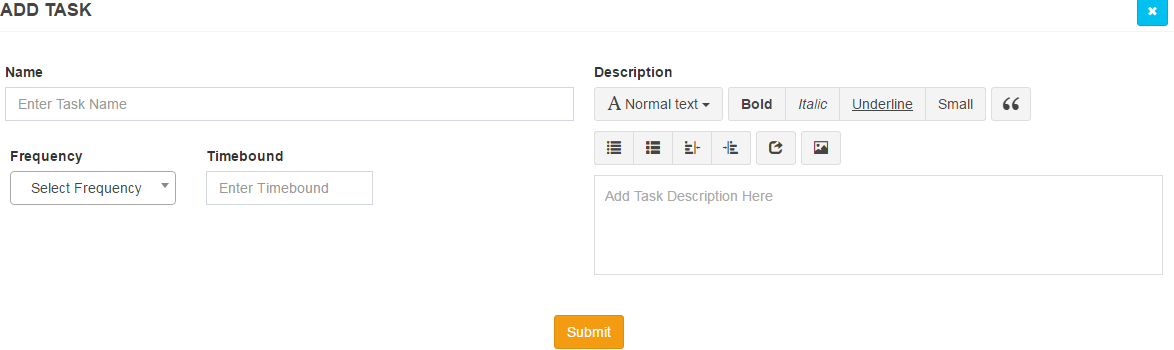 ADD TASK
Name
Enter Task Name
Frequency
Timebound
Select Frequency
Enter Timebound
Description
A Normal text
Bold
Italic
Underline
Small
Add Task Description Here
Submit